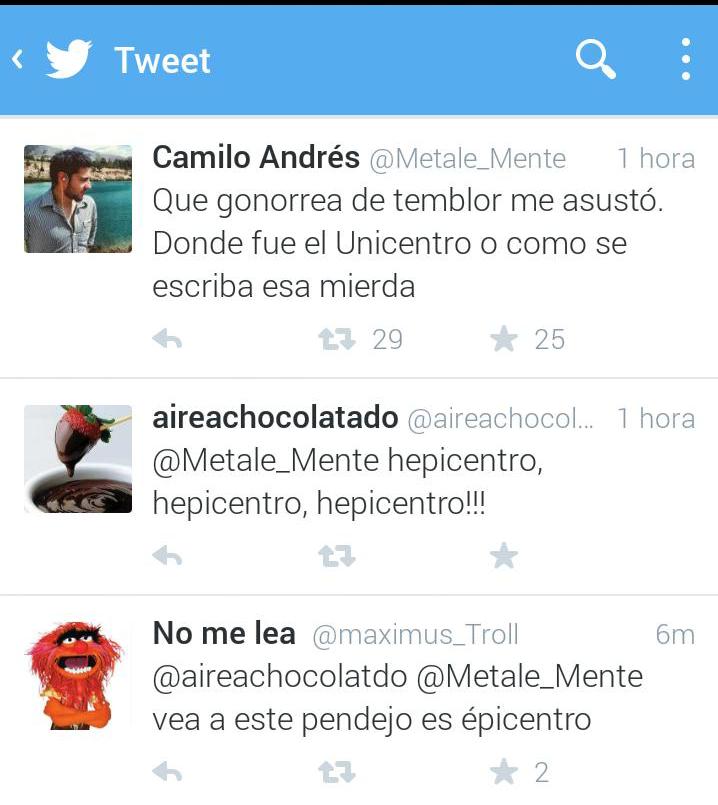 Tweet
Camilo Andrés @Metale_Mente 1 hora
Que gonorrea de temblor me asustó.
Donde fue el Unicentro o como se
escriba esa mierda
29 25
aireachocolatado @aireachocol... 1 hora
@Metale_Mente hepicentro,
hepicentro, hepicentro!!!
No me lea @maximus_Troll 6m
@aireachocolatdo @Metale_Mente
vea a este pendejo es épicentro
2